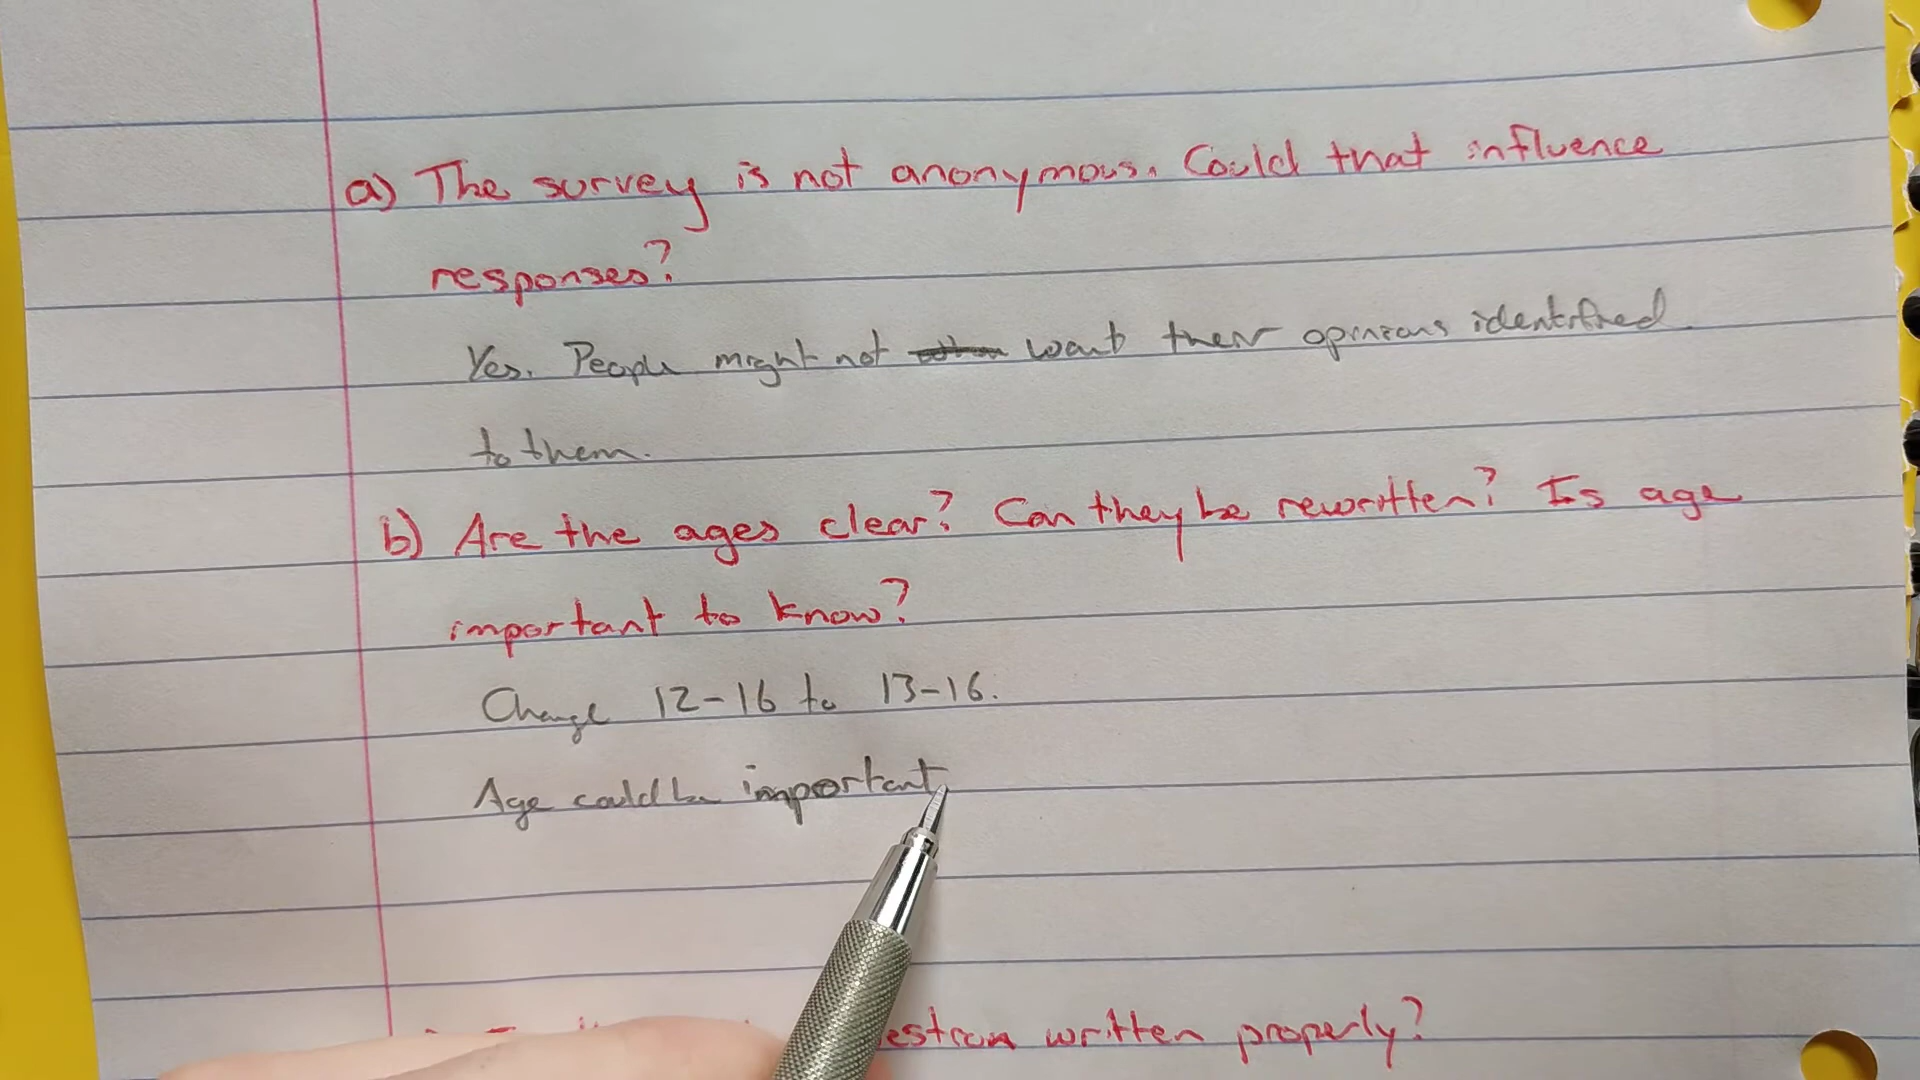 a) The survey is not anonymous. Could that influence
responses?
Yes. People might not want their opinions identified
to them.
b) Are the ages clear? Can they be rewritten? Is age
important to know?
Change 12-16 to 13-16.
Age could be important
written properly?